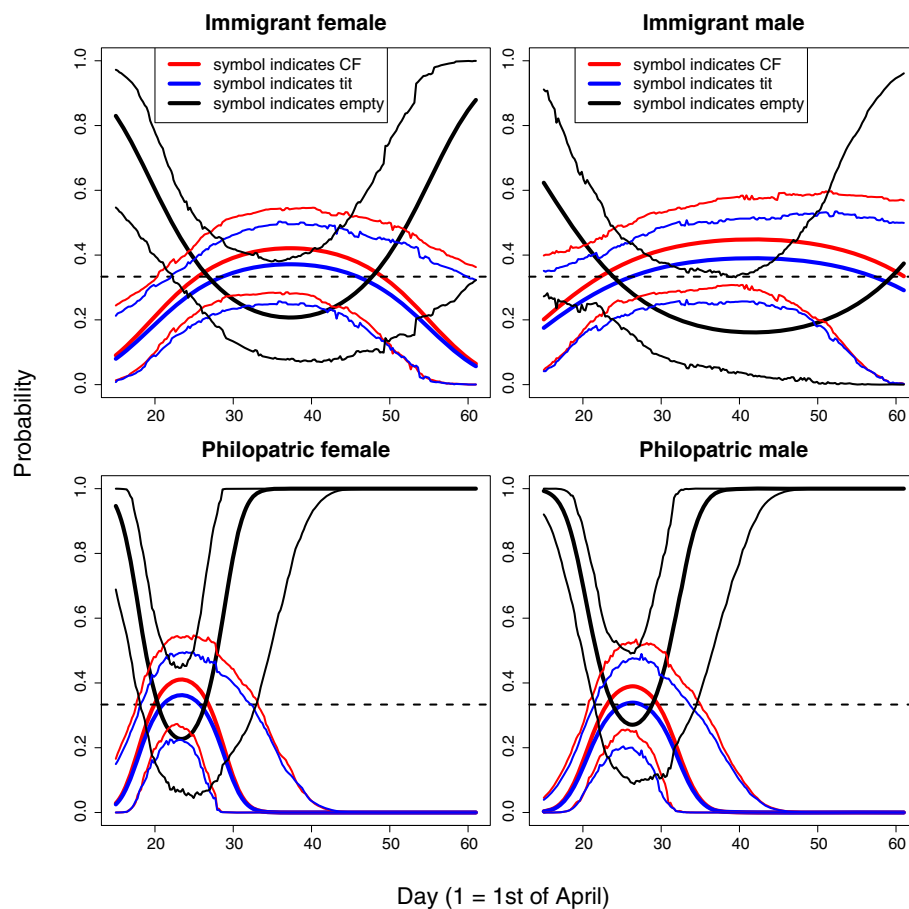 Immigrant female
Immigrant male
symbol indicates CF
symbol indicates tit
symbol indicates empty
symbol indicates CF
symbol indicates tit
symbol indicates empty
0.0 0.2 0.4 0.6 0.8 1.0
20 30 40 50 60
0.0 0.2 0.4 0.6 0.8 1.0
20 30 40 50 60
Probability
Philopatric female
Philopatric male
0.0 0.2 0.4 0.6 0.8 1.0
20 30 40 50 60
0.0 0.2 0.4 0.6 0.8 1.0
20 30 40 50 60
Day (1 = 1st of April)